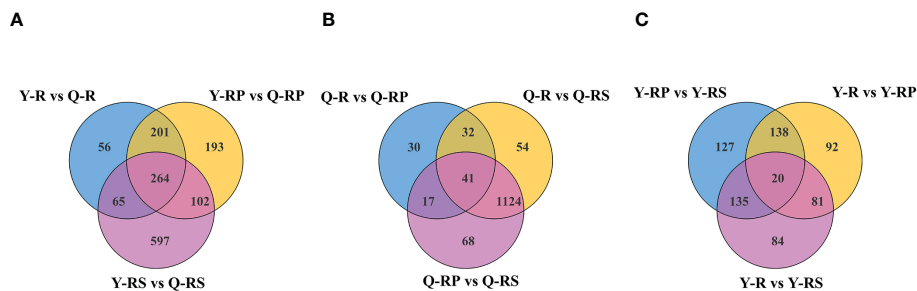 A
Y-R vs Q-R
Y-RP vs Q-RP
56
201
193
264
65
102
597
Y-RS vs Q-RS
B
Q-R vs Q-RP
Q-R vs Q-RS
30
32
54
41
17
1124
68
Q-RP vs Q-RS
C
Y-RP vs Y-RS
Y-R vs Y-RP
127
138
92
20
135
81
84
Y-R vs Y-RS